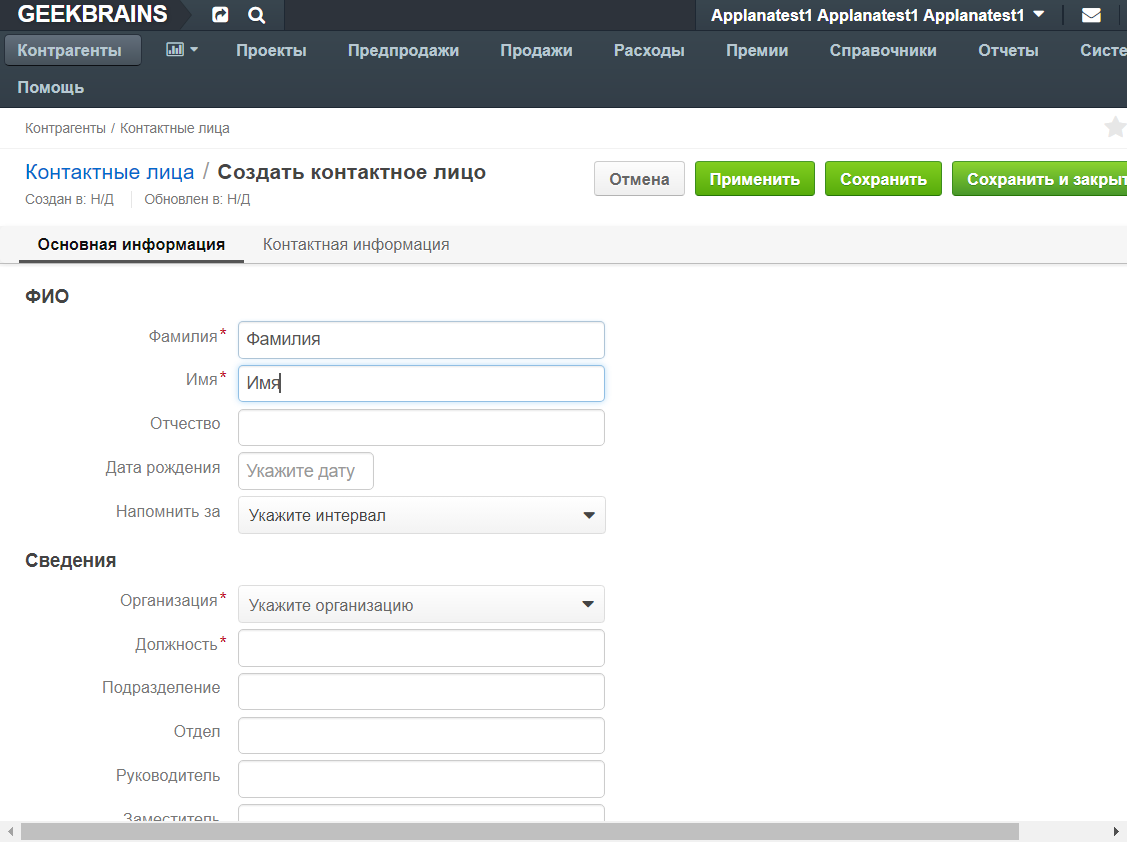 GEEKBRAINS Applanatest1 Applanatest1 Applanatest1
Контрагенты Проекты Предпродажи Продажи Расходы Премии Справочники Отчеты Систе
Помощь
Контрагенты / Контактные лица
Контактные лица / Создать контактное лицо Отмена Применить Сохранить Сохранить и закрыт
Создан в: Н/Д Обновлен в: Н/Д
Основная информация Контактная информация
ФИО
Фамилия* Фамилия
Имя* Имя
Отчество
Дата рождения Укажите дату
Напомнить за Укажите интервал
Сведения
Организация* Укажите организацию
Должность*
Подразделение
Отдел
Руководитель
Заместитель